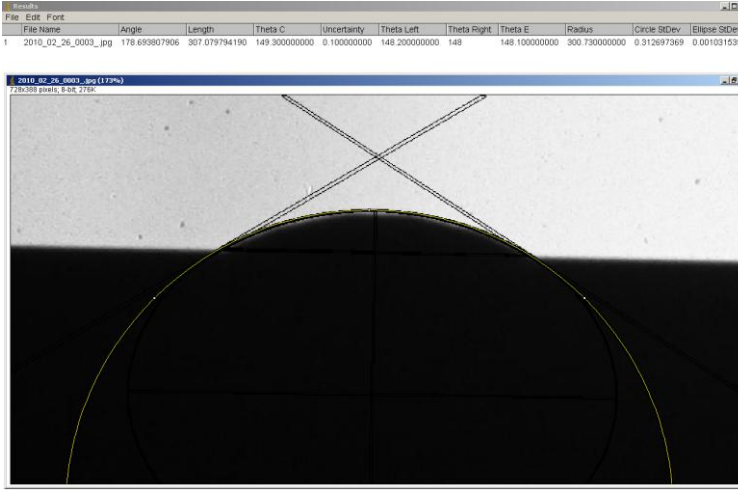 Results
File Edit Font
File Name Angle Length Theta C Uncertainty Theta Left Theta Right Theta E Radius Circle StDev Ellipse StDev
1 2010_02_26_0003_.jpg 178.693807906 307.079794190 149.300000000 0.100000000 148.200000000 148 148.100000000 300.730000000 0.312697369
2010_02_26_0003_.jpg (173%)
728x388 pixels; 8-bit; 276K